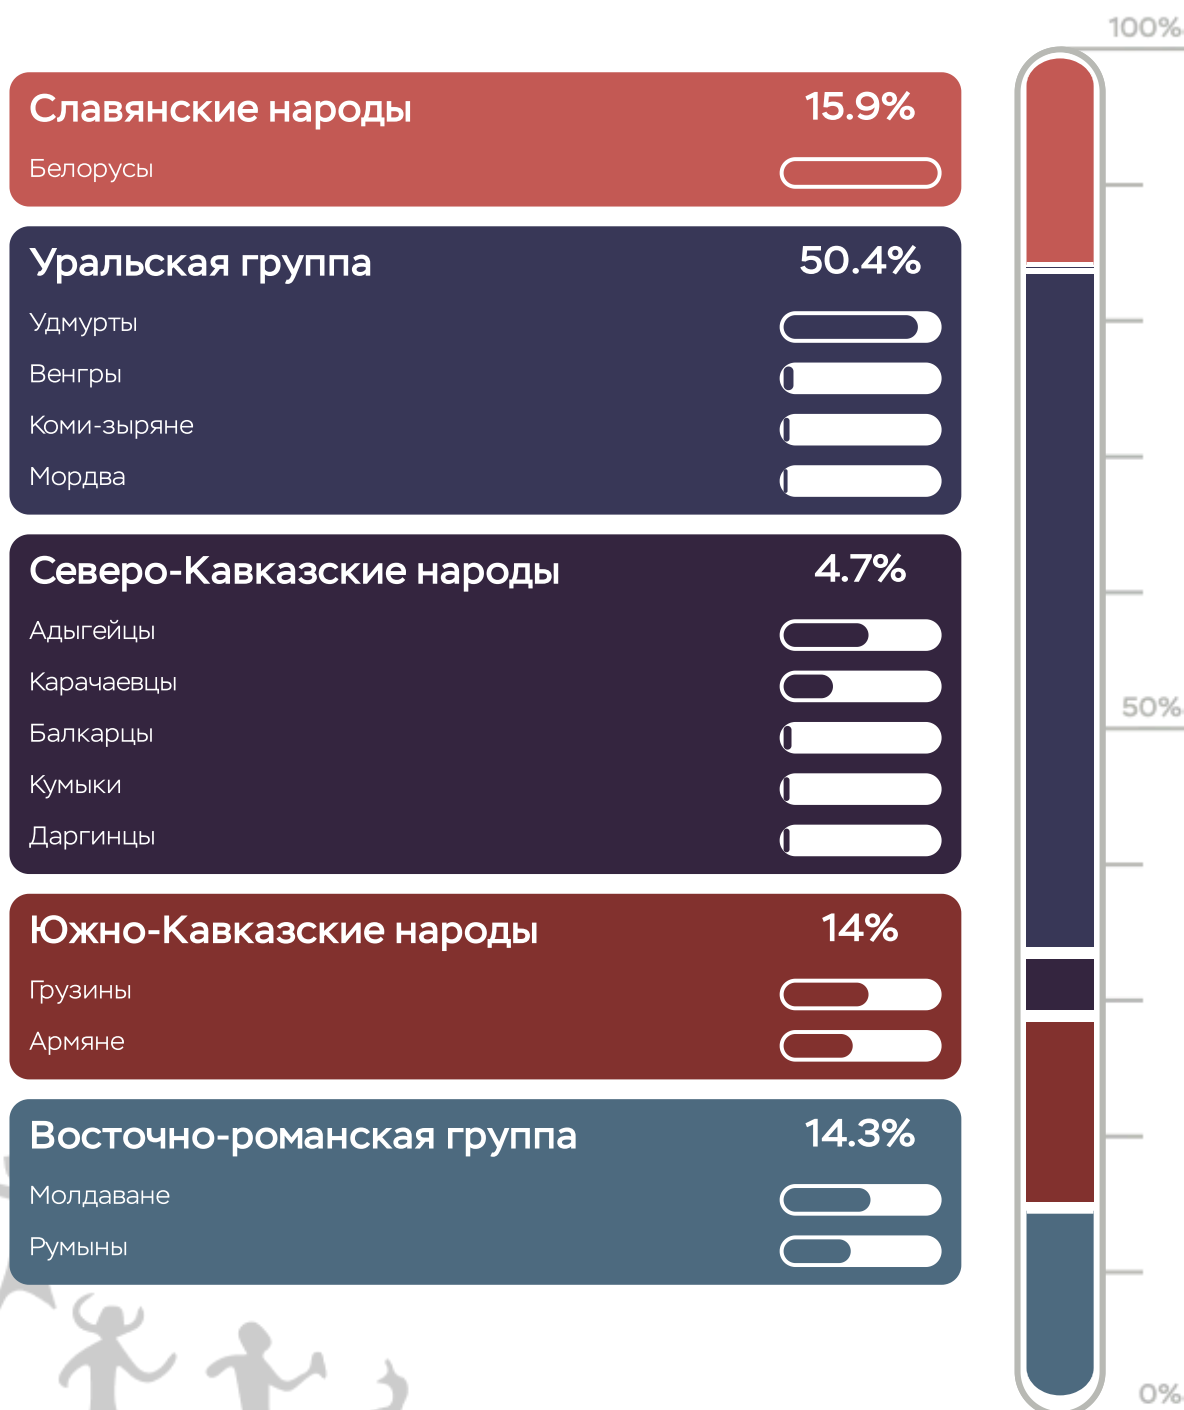 100%
Славянские народы 15.9%
Белорусы
Уральская группа 50.4%
Удмурты
Венгры
Коми-зыряне
Мордва
Северо-Кавказские народы 4.7%
Адыгейцы
Карачаевцы
50%
Балкарцы
Кумыки
Даргинцы
Южно-Кавказские народы 14%
Грузины
Армяне
Восточно-романская группа 14.3%
Молдаване
Румыны
0%